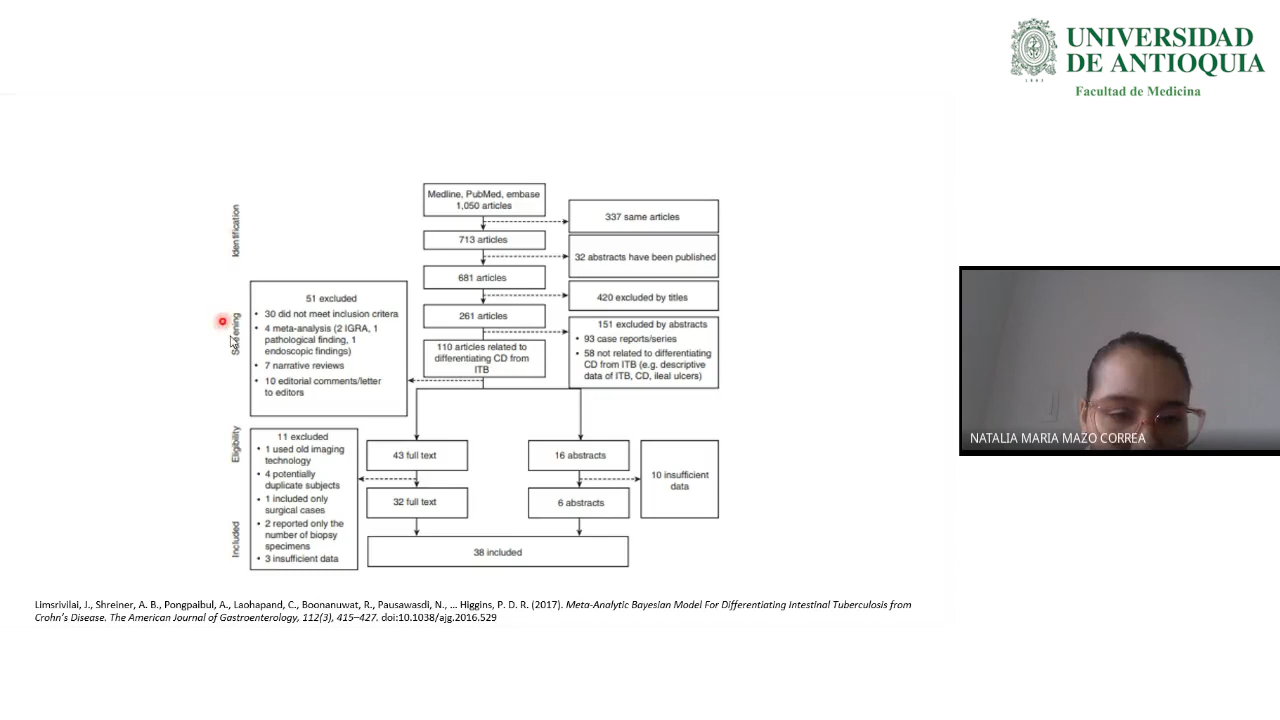 UNIVERSIDAD
DE ANTIOQUIA
1803
Facultad de Medicina
Identification
Medline, PubMed, embase
1,050 articles
337 same articles
713 articles
32 abstracts have been published
681 articles
420 excluded by titles
Screening
51 excluded
• 30 did not meet inclusion critera
• 4 meta-analysis (2 IGRA, 1
pathological finding, 1
endoscopic findings)
• 7 narrative reviews
• 10 editorial comments/letter
to editors
261 articles
151 excluded by abstracts
• 93 case reports/series
• 58 not related to differentiating
CD from ITB (e.g. descriptive
data of ITB, CD, ileal ulcers)
110 articles related to
differentiating CD from
ITB
Eligibility
11 excluded
• 1 used old imaging
technology
• 4 potentially
duplicate subjects
• 1 included only
surgical cases
• 2 reported only the
number of biopsy
specimens
• 3 insufficient data
43 full text
16 abstracts
10 insufficient
data
32 full text
6 abstracts
Included
38 included
NATALIA MARIA MAZO CORREA
Limsrivilai, J., Shreiner, A. B., Pongpaibul, A., Laohapand, C., Boonanuwat, R., Pausawasdi, N., … Higgins, P. D. R. (2017). Meta-Analytic Bayesian Model For Differentiating Intestinal Tuberculosis from
Crohn's Disease. The American Journal of Gastroenterology, 112(3), 415–427. doi:10.1038/ajg.2016.529